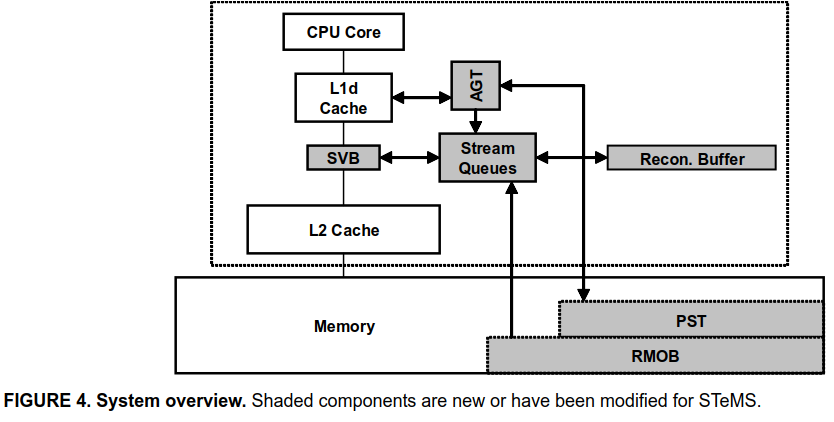 CPU Core
L1d
Cache
AGT
SVB
Stream
Queues
Recon. Buffer
L2 Cache
Memory
PST
RMOB
FIGURE 4. System overview. Shaded components are new or have been modified for STeMS.